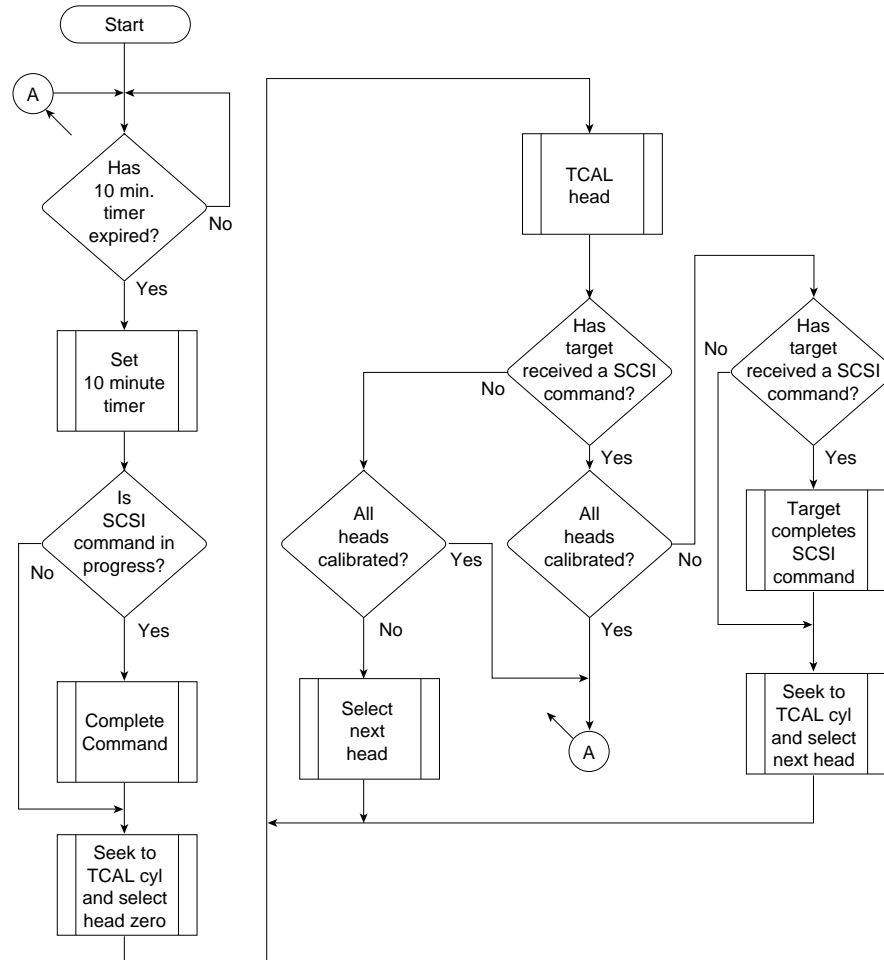 Start
A
Has
10 min.
timer
expired?
No
Yes
Set
10 minute
timer
Is
SCSI
command in
progress?
No
Yes
Complete
Command
Seek to
TCAL cyl
and select
head zero
TCAL
head
Has
target
received a SCSI
command?
No
Yes
All
heads
calibrated?
Yes
No
Select
next
head
All
heads
calibrated?
No
Yes
A
Has
target
received a SCSI
command?
No
Yes
Target
completes
SCSI
command
Seek to
TCAL cyl
and select
next head